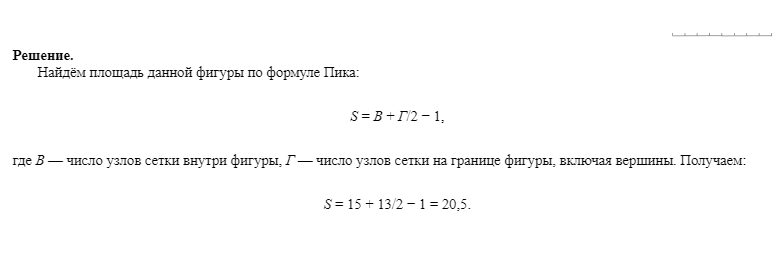 Решение.
Найдём площадь данной фигуры по формуле Пика:
S = В + Г/2 − 1,
где В — число узлов сетки внутри фигуры, Г — число узлов сетки на границе фигуры, включая вершины. Получаем:
S = 15 + 13/2 − 1 = 20,5.